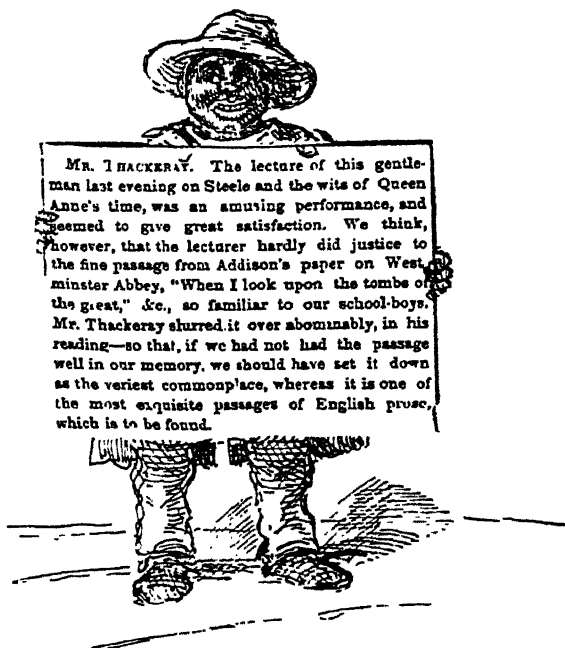 MR. THACKERAY. The lecture of this gentle-
man last evening on Steele and the wits of Queen
Anne's time, was an amusing performance, and
seemed to give great satisfaction. We think,
however, that the lecturer hardly did justice to
the fine passage from Addison's paper on West
minster Abbey, "When I look upon the tombs of
the great," &c., so familiar to our school-boys.
Mr. Thackeray slurred it over abominably, in his
reading—so that, if we had not had the passage
well in our memory, we should have set it down
as the veriest commonplace, whereas it is one of
the most exquisite passages of English prose,
which is to be found.